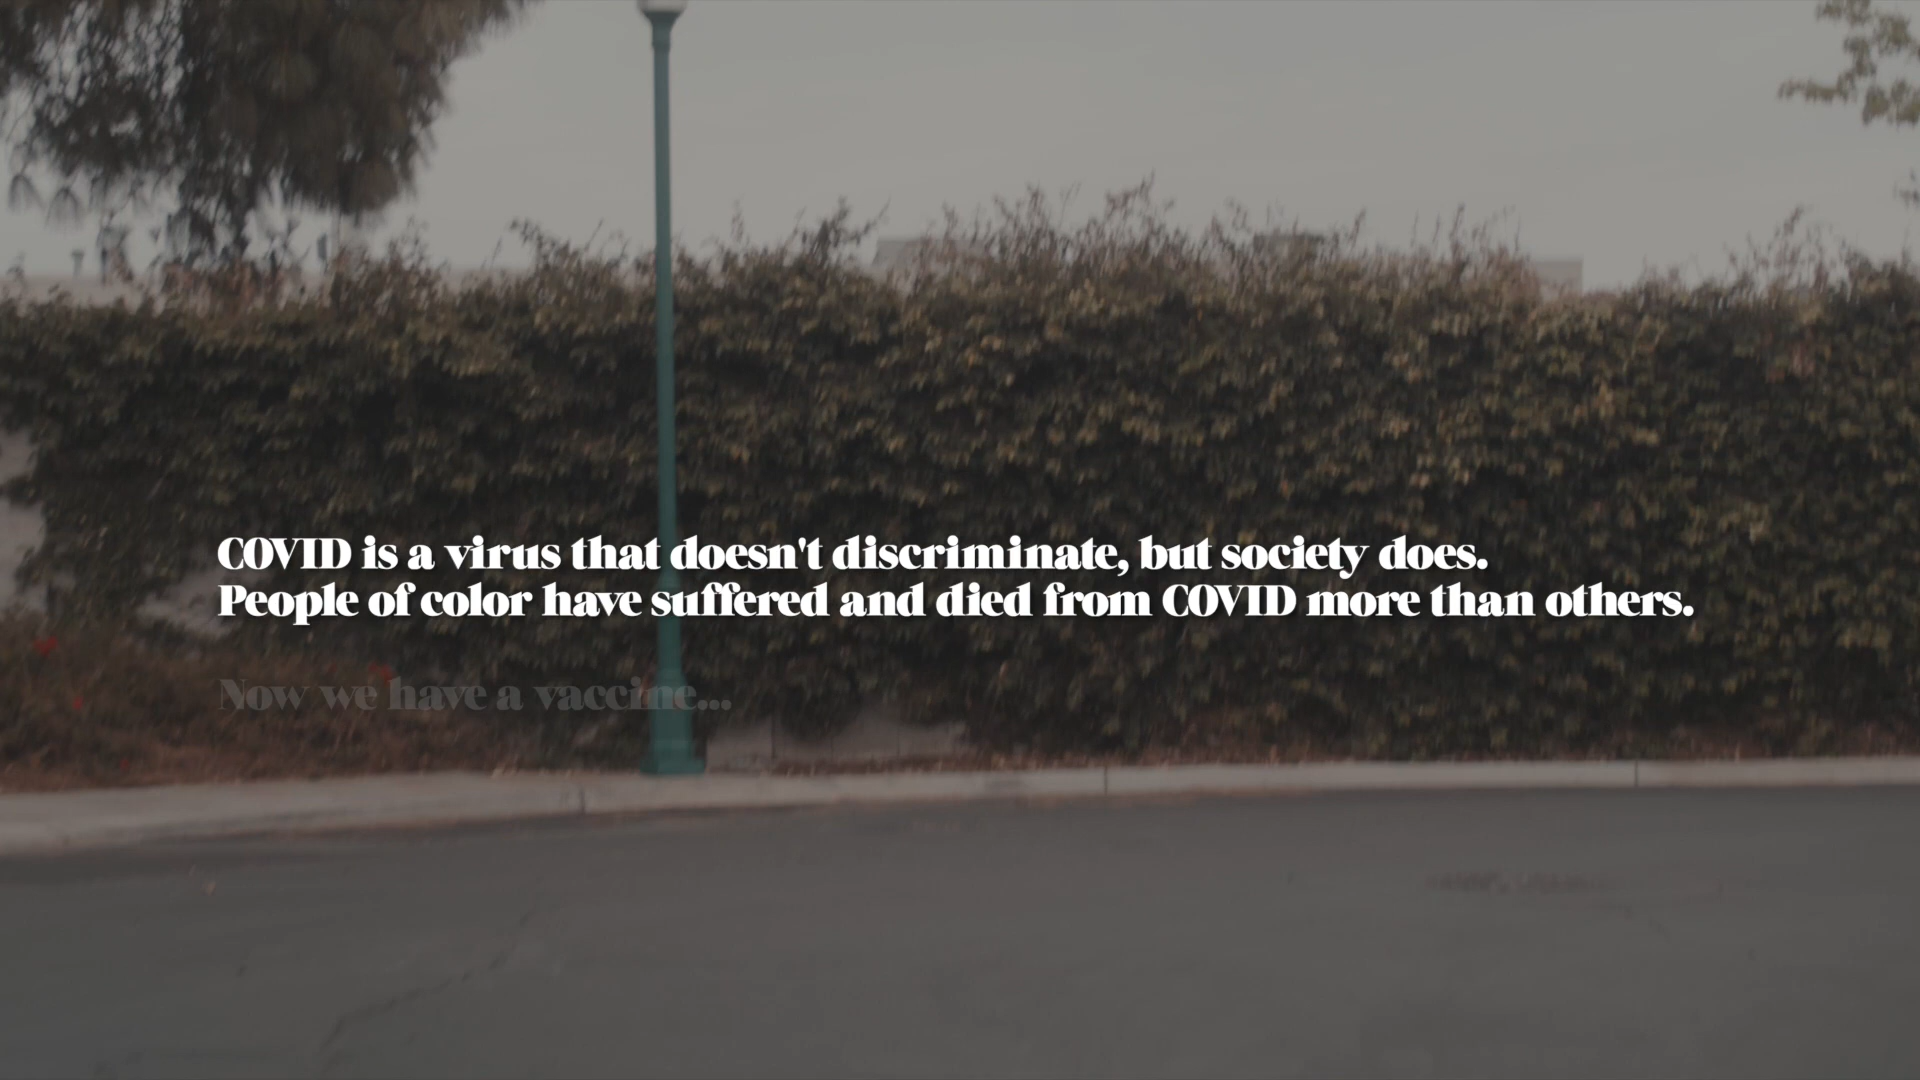 COVID is a virus that doesn't discriminate, but society does.
People of color have suffered and died from COVID more than others.
Now we have a vaccine...